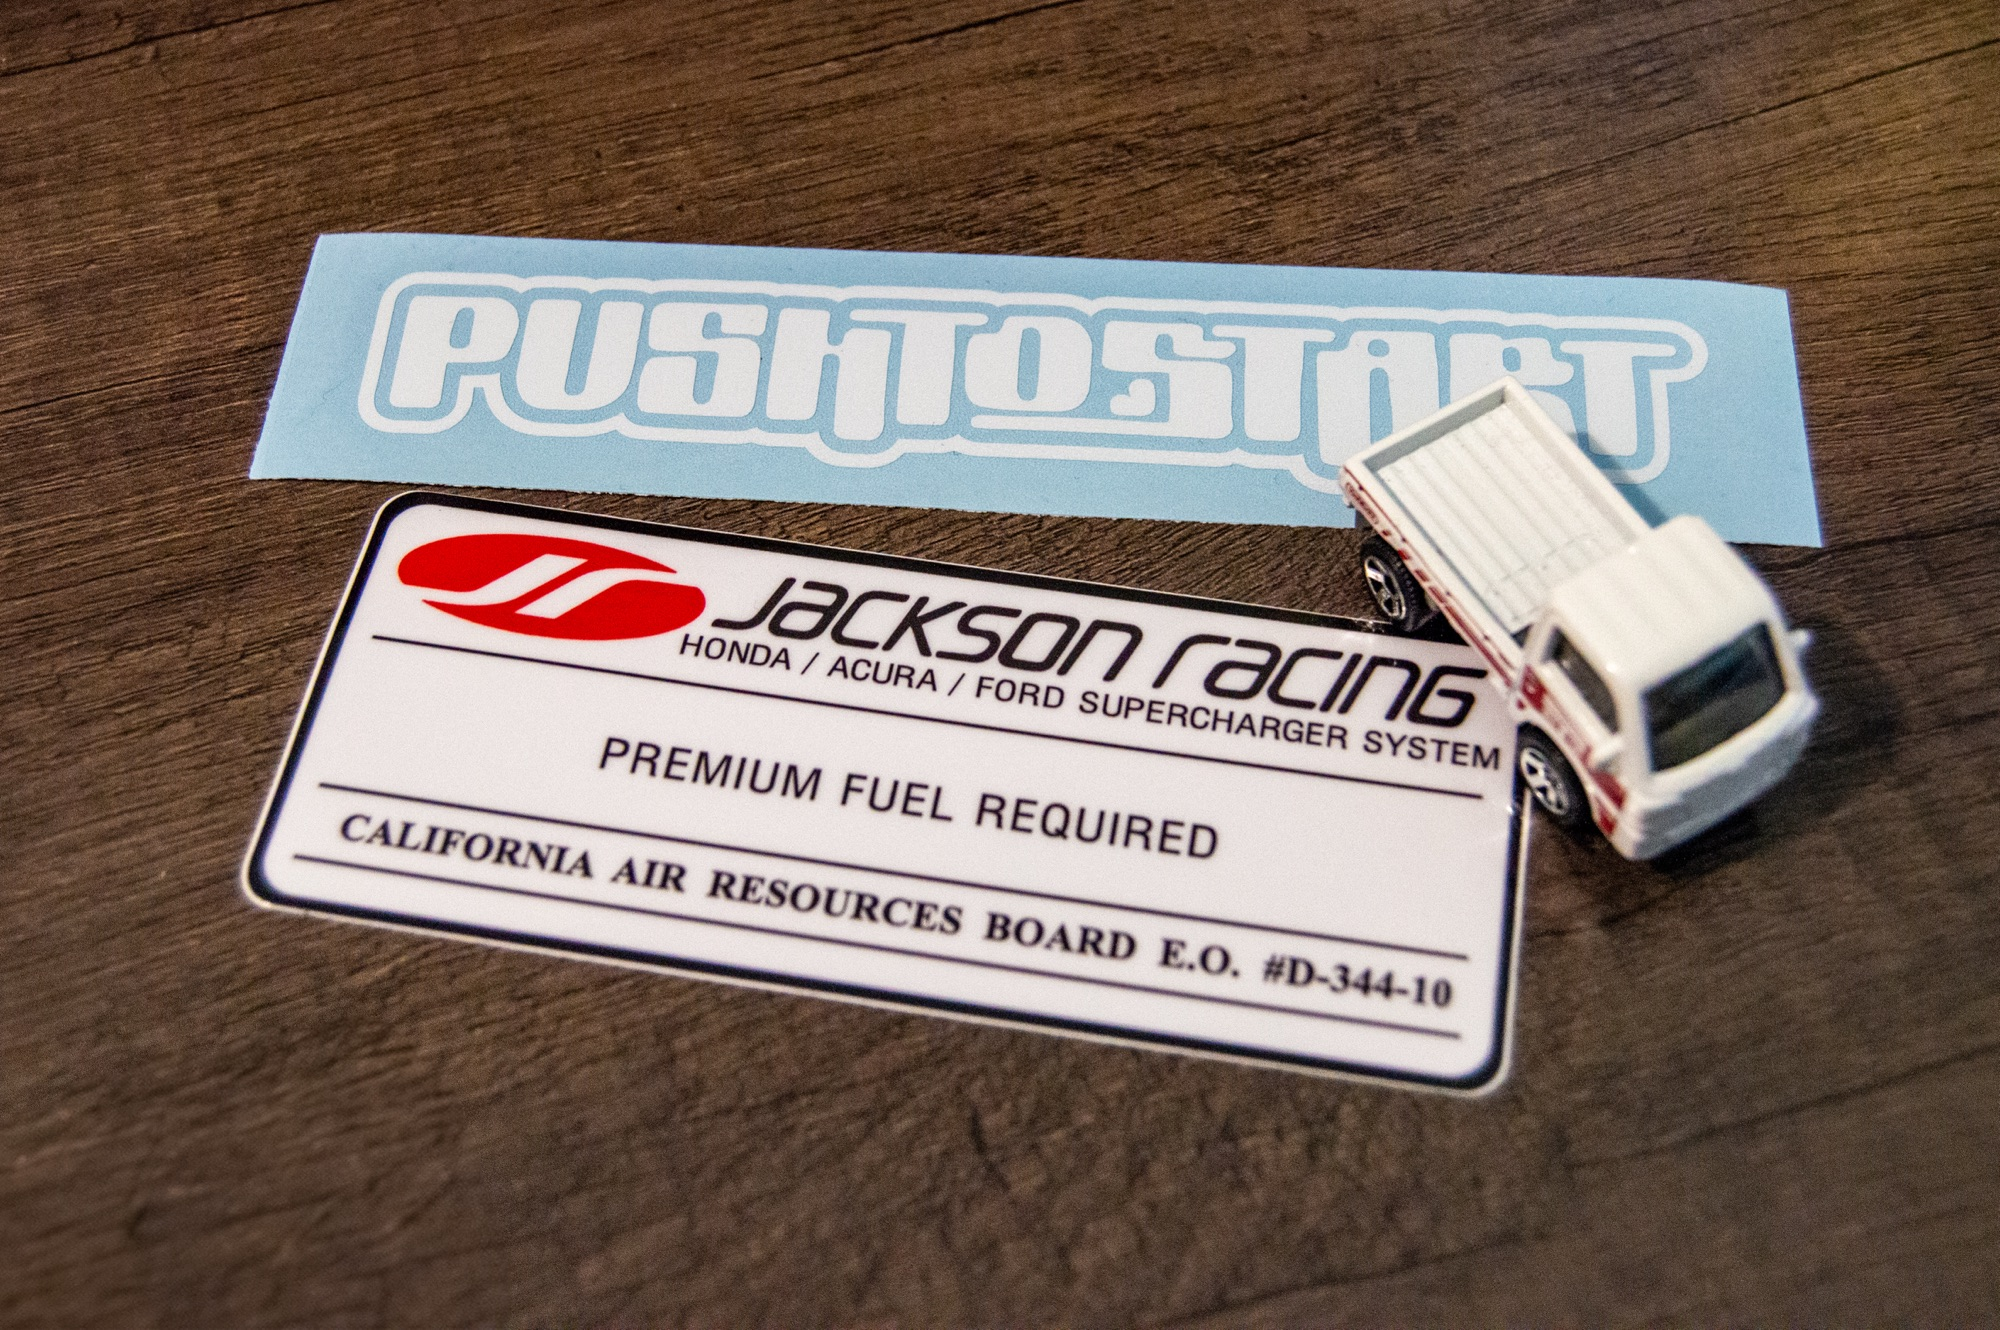 PUSHTOSTART
JACKSON RACING
HONDA / ACURA / FORD SUPERCHARGER SYSTEM
PREMIUM FUEL REQUIRED
CALIFORNIA AIR RESOURCES BOARD E.O. #D-344-10